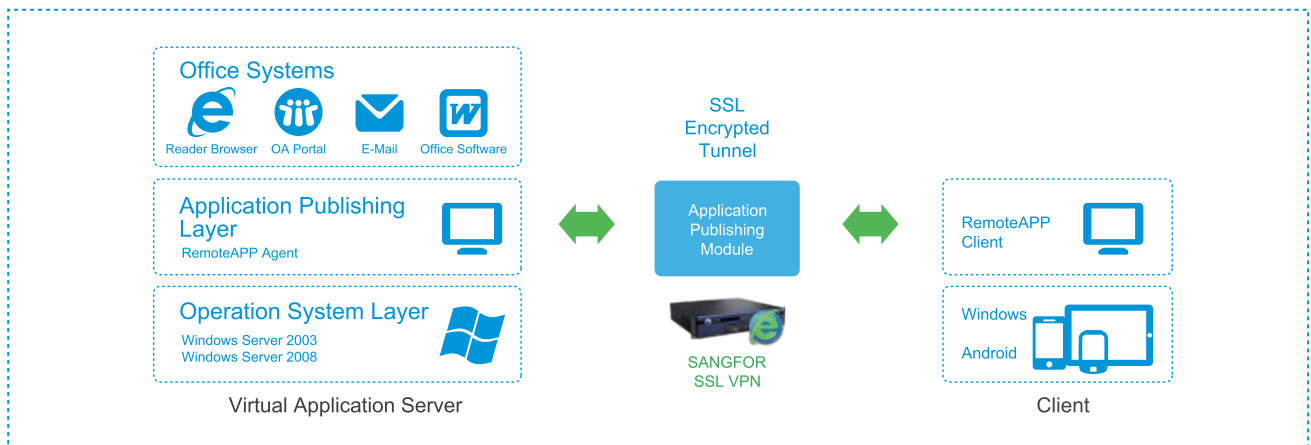 Office Systems
Reader Browser
OA Portal
E-Mail
W
Office Software
Application Publishing
Layer
RemoteAPP Agent
Operation System Layer
Windows Server 2003
Windows Server 2008
Virtual Application Server
SSL
Encrypted
Tunnel
Application
Publishing
Module
SANGFOR
SSL VPN
RemoteAPP
Client
Windows
Android
Client